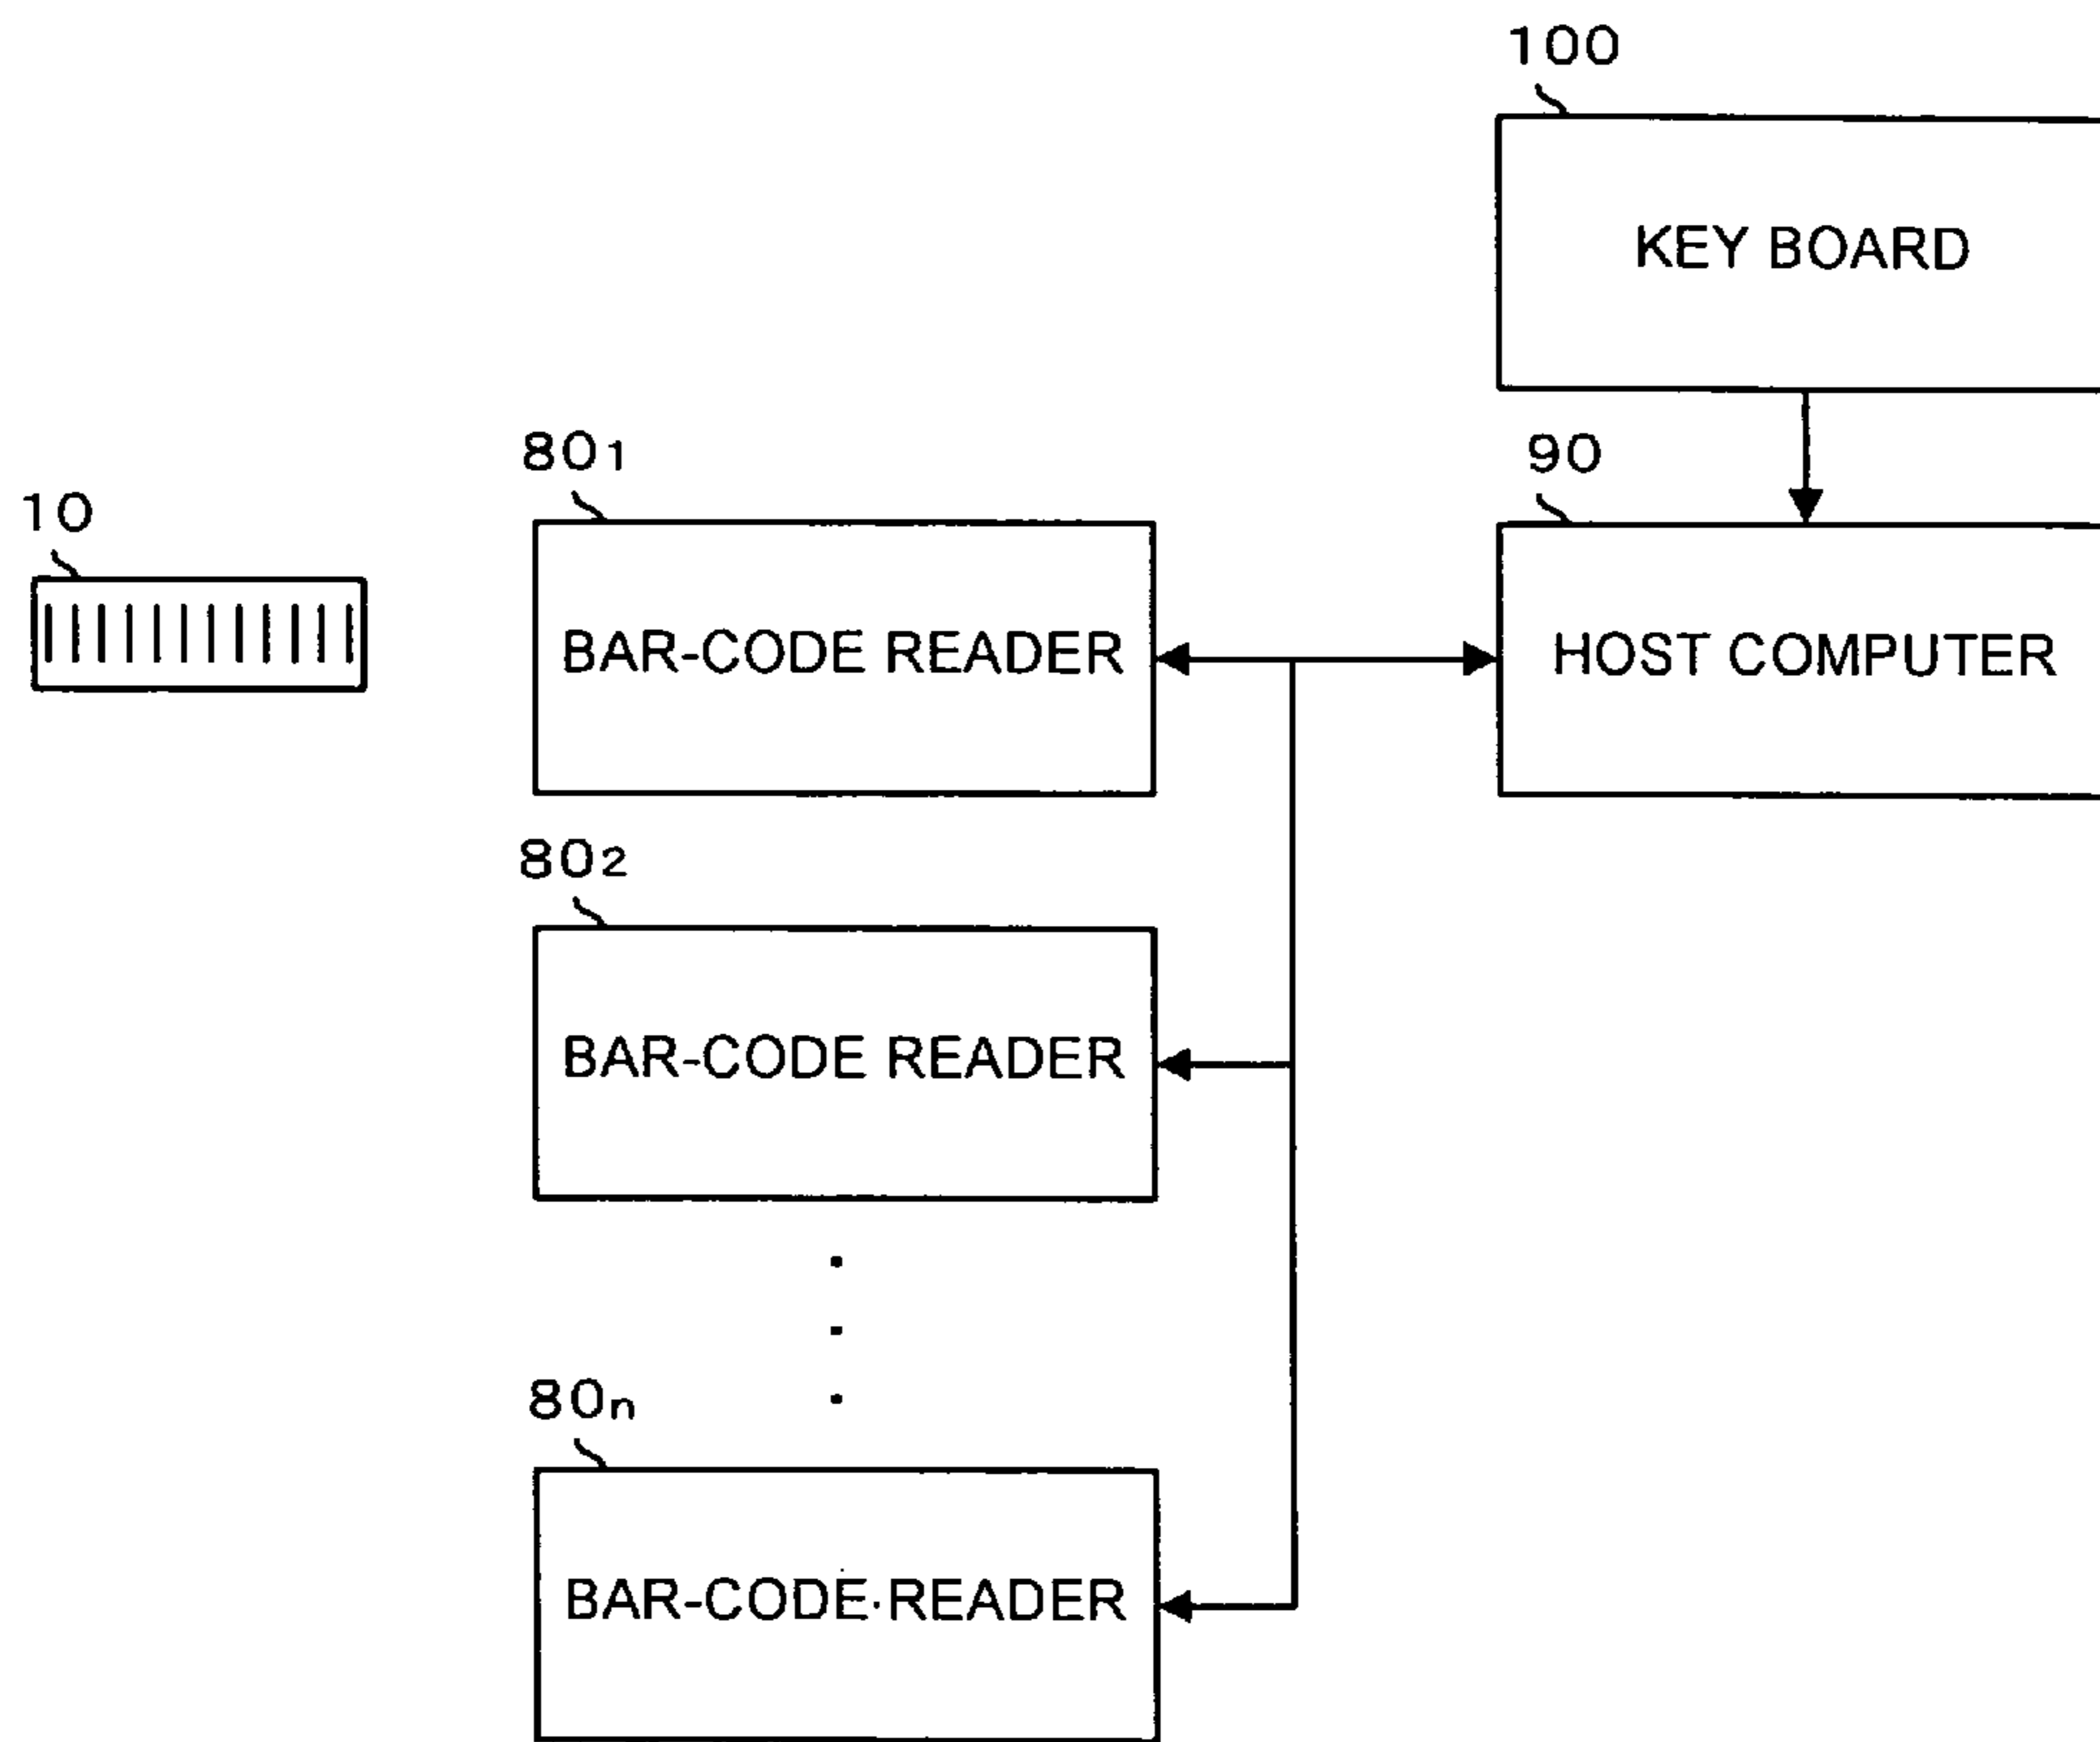 100
KEY BOARD
90
HOST COMPUTER
10
80₁
BAR-CODE READER
80₂
BAR-CODE READER
80ₙ
BAR-CODE READER